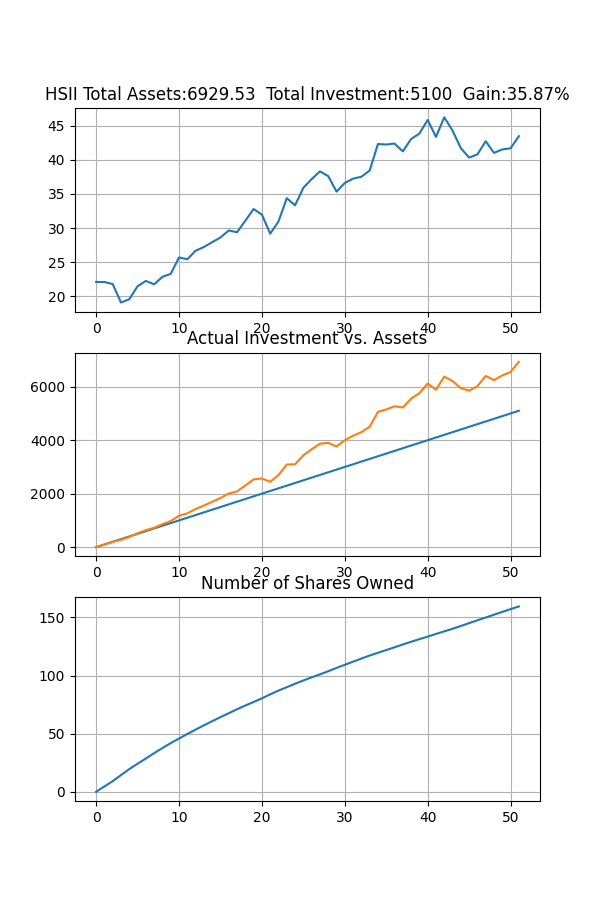 HSII Total Assets:6929.53  Total Investment:5100  Gain:35.87%
45
40
35
30
25
20
0 10 20 30 40 50
Actual Investment vs. Assets
6000
4000
2000
0
0 10 20 30 40 50
Number of Shares Owned
150
100
50
0
0 10 20 30 40 50